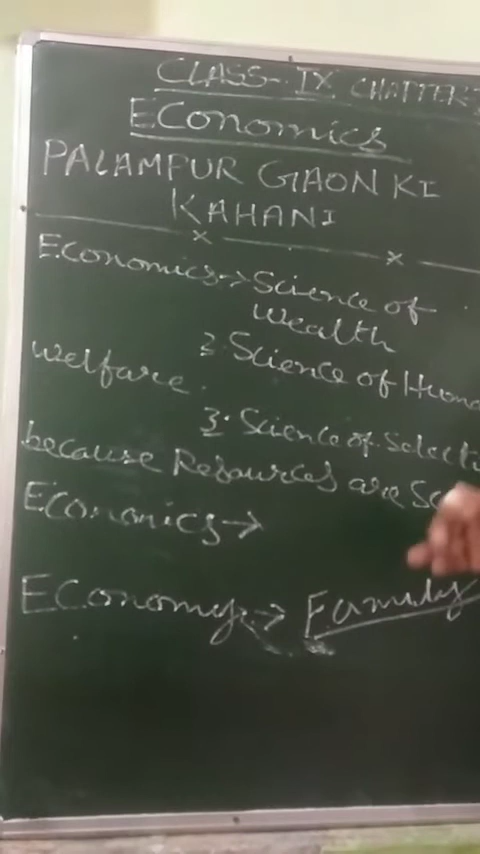 CLASS-IX CHAPTER-
ECONOMICS
PALAMPUR GAON KI
KAHANI
x x
Economics → Science of
Wealth
2. Science of
welfare.
3. Science of
because Resources are
Economics →
Economy → Family